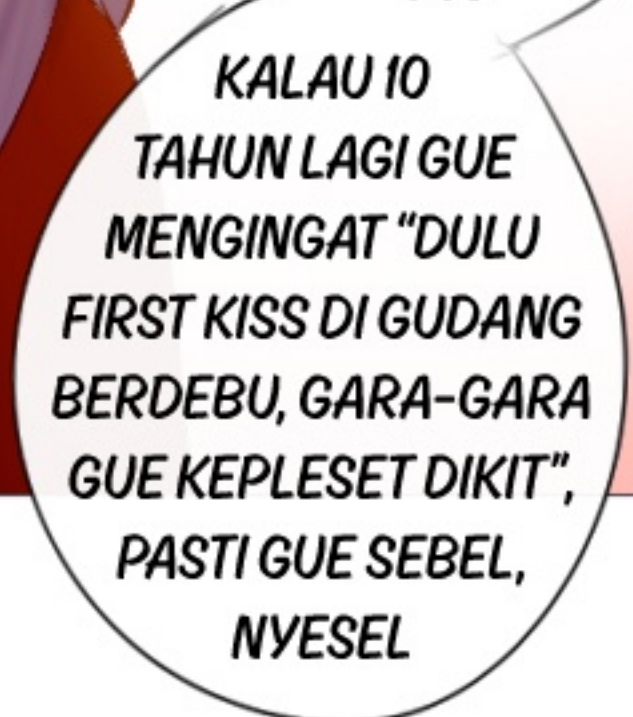 KALAU 10
TAHUN LAGI GUE
MENGINGAT "DULU
FIRST KISS DI GUDANG
BERDEBU, GARA-GARA
GUE KEPLESET DIKIT",
PASTI GUE SEBEL,
NYESEL